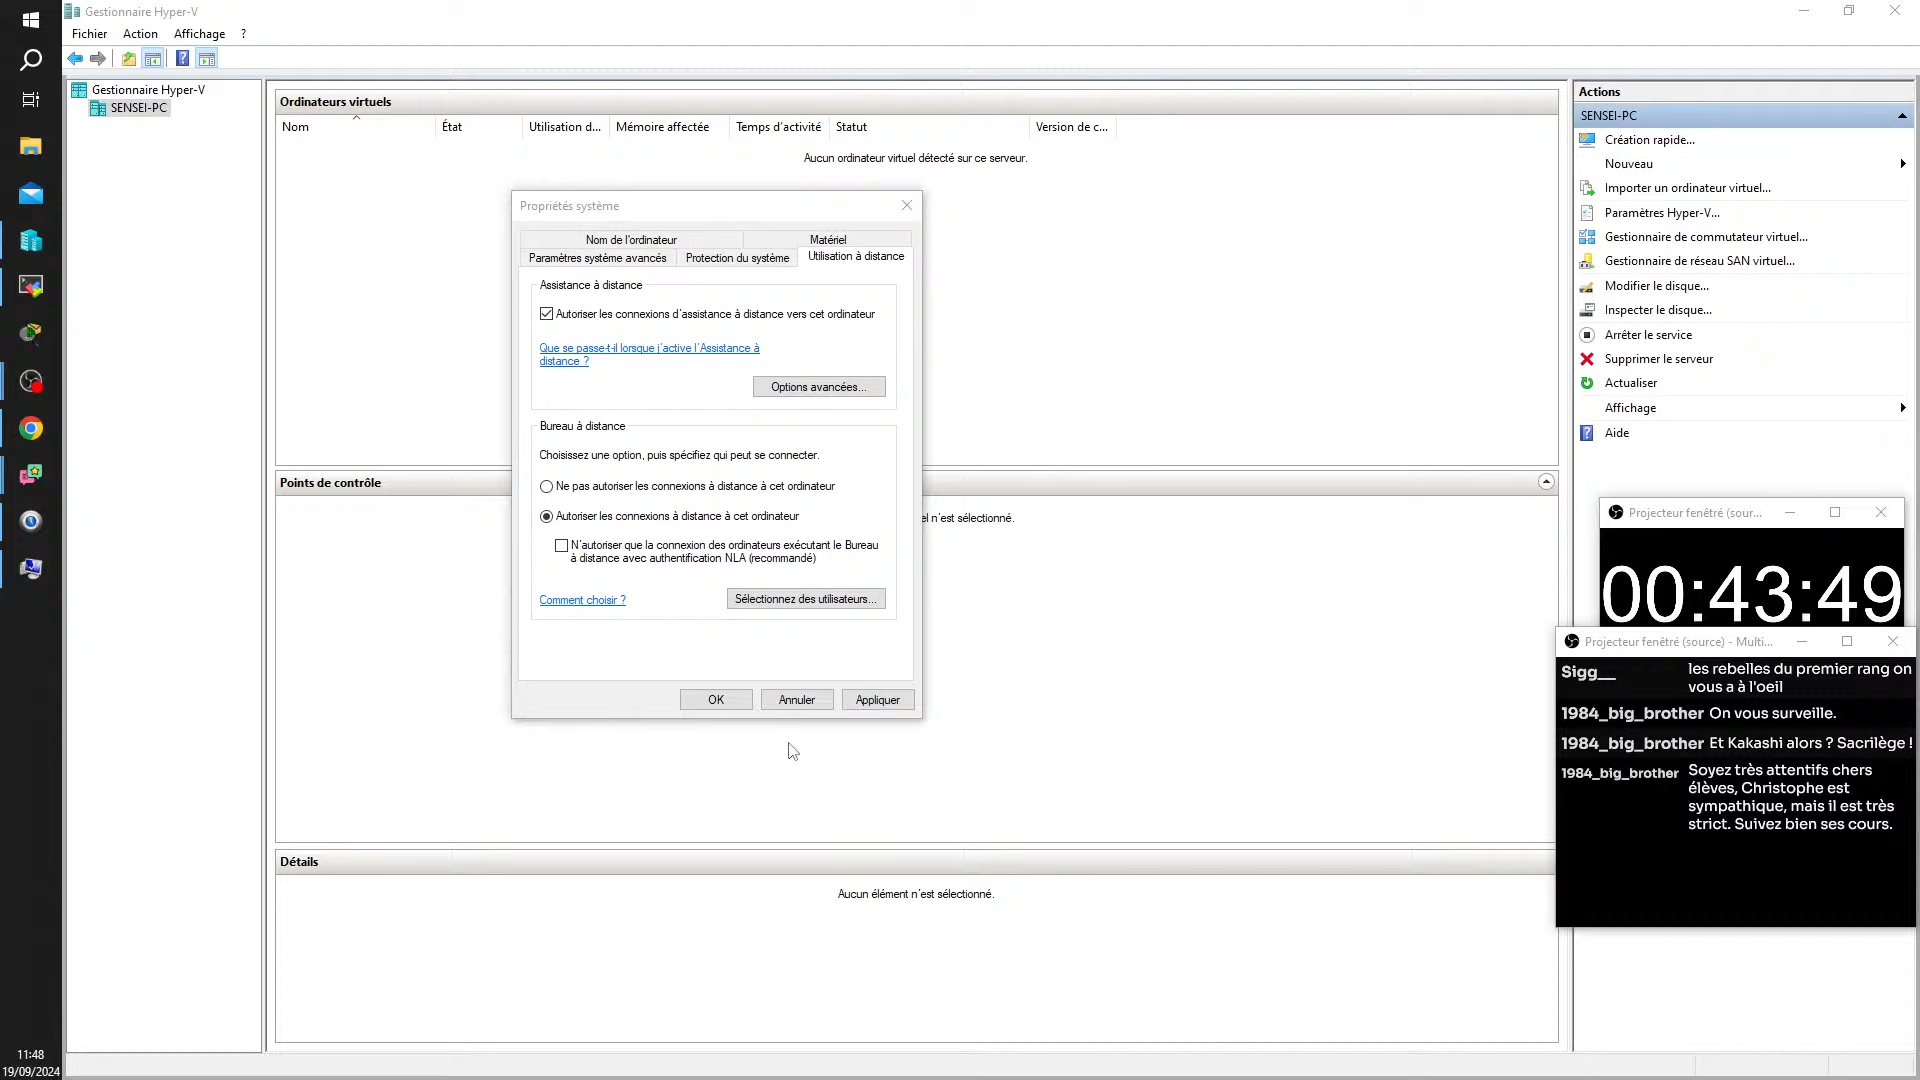 Gestionnaire Hyper-V
Fichier Action Affichage ?
Gestionnaire Hyper-V
SENSEI-PC
Ordinateurs virtuels
Nom État Utilisation d... Mémoire affectée Temps d'activité Statut Version de c...
Aucun ordinateur virtuel détecté sur ce serveur.
Propriétés système
Nom de l'ordinateur Matériel
Paramètres système avancés Protection du système Utilisation à distance
Assistance à distance
Autoriser les connexions d'assistance à distance vers cet ordinateur
Que se passe-t-il lorsque j'active l'Assistance à
distance ?
Options avancées...
Bureau à distance
Choisissez une option, puis spécifiez qui peut se connecter.
Ne pas autoriser les connexions à distance à cet ordinateur
Autoriser les connexions à distance à cet ordinateur
N'autoriser que la connexion des ordinateurs exécutant le Bureau
à distance avec authentification NLA (recommandé)
Comment choisir ?
Sélectionnez des utilisateurs...
OK Annuler Appliquer
Points de contrôle
n'est sélectionné.
Détails
Aucun élément n'est sélectionné.
Actions
SENSEI-PC
Création rapide...
Nouveau
Importer un ordinateur virtuel...
Paramètres Hyper-V...
Gestionnaire de commutateur virtuel...
Gestionnaire de réseau SAN virtuel...
Modifier le disque...
Inspecter le disque...
Arrêter le service
Supprimer le serveur
Actualiser
Affichage
Aide
Projecteur fenêtré (sour...
00:43:49
Projecteur fenêtré (source) - Multi...
Sigg__ les rebelles du premier rang on
vous a à l'oeil
1984_big_brother On vous surveille.
1984_big_brother Et Kakashi alors ? Sacrilège !
1984_big_brother Soyez très attentifs chers
élèves, Christophe est
sympathique, mais il est très
strict. Suivez bien ses cours.
11:48
19/09/2024